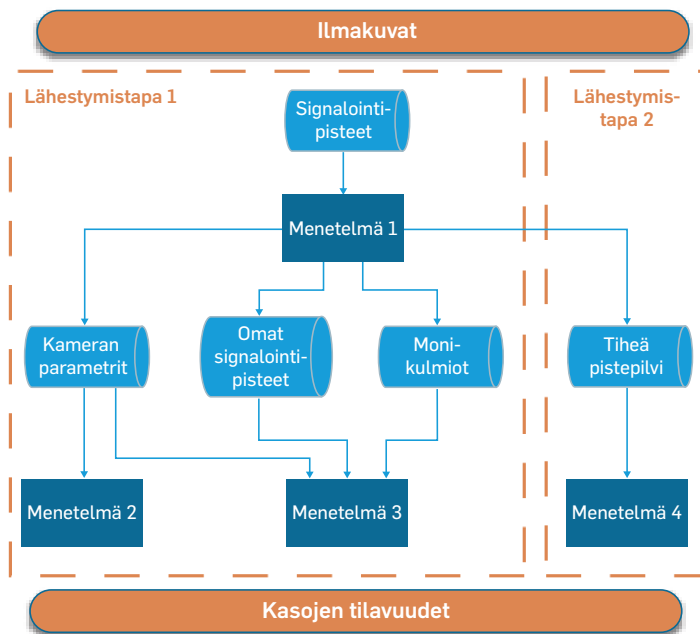 Ilmakuvat
Lähestymistapa 1
Lähestymis-
tapa 2
Signalointi-
pisteet
Menetelmä 1
Kameran
parametrit
Omat
signalointi-
pisteet
Moni-
kulmiot
Tiheä
pistepilvi
Menetelmä 2
Menetelmä 3
Menetelmä 4
Kasojen tilavuudet